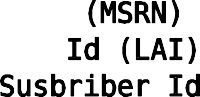 (MSRN)
Id (LAI)
Susbriber Id